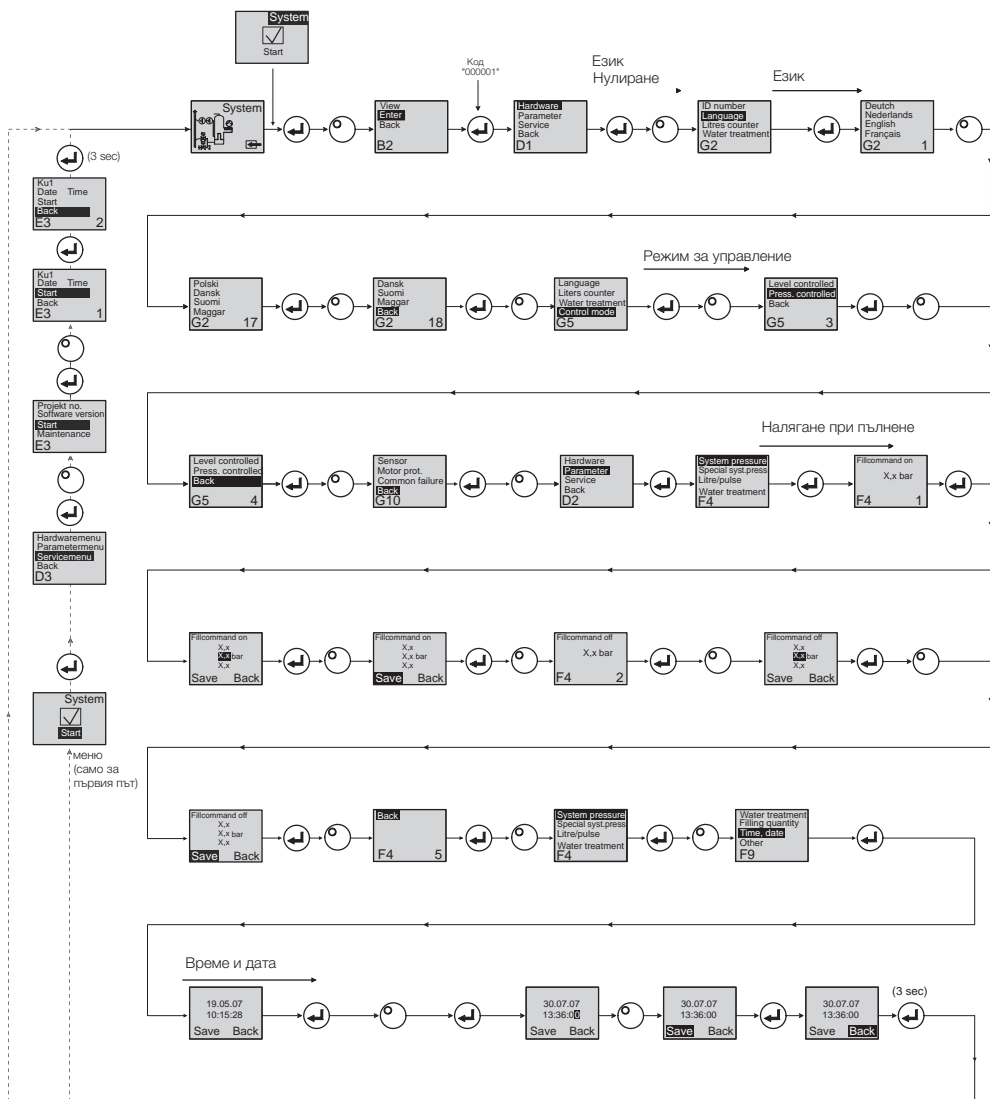 System
Start
Код
"000001"
Език
Нулиране
Език
System
View
Enter
Back
B2
Hardware
Parameter
Service
Back
D1
ID number
Language
Litres counter
Water treatment
G2
Deutch
Nederlands
English
Français
G2 1
(3 sec)
Ku1
Date Time
Start
Back
E3 2
Ku1
Date Time
Start
Back
E3 1
Projekt no.
Software version
Start
Maintenance
E3
Hardwaremenu
Parametermenu
Servicemenu
Back
D3
System
Start
меню
(само за
първия път)
Polski
Dansk
Suomi
Maggar
G2 17
Dansk
Suomi
Maggar
Back
G2 18
Language
Liters counter
Water treatment
Control mode
G5
Режим за управление
Level controlled
Press. controlled
Back
G5 3
Level controlled
Press. controlled
Back
G5 4
Sensor
Motor prot.
Common failure
Back
G10
Hardware
Parameter
Service
Back
D2
System pressure
Special syst.press
Litre/pulse
Water treatment
F4
Налягане при пълнене
Fillcommand on
X,x bar
F4 1
Fillcommand on
X,x
X,x bar
X,x
Save Back
Fillcommand on
X,x
X,x bar
X,x
Save Back
Fillcommand off
X,x bar
F4 2
Fillcommand off
X,x
X,x bar
X,x
Save Back
Fillcommand off
X,x
X,x bar
X,x
Save Back
Back
F4 5
System pressure
Special syst.press
Litre/pulse
Water treatment
F4
Water treatment
Filling quantity
Time, date
Other
F9
Време и дата
19.05.07
10:15:28
Save Back
30.07.07
13:36:00
Save Back
30.07.07
13:36:00
Save Back
30.07.07
13:36:00
Save Back
(3 sec)